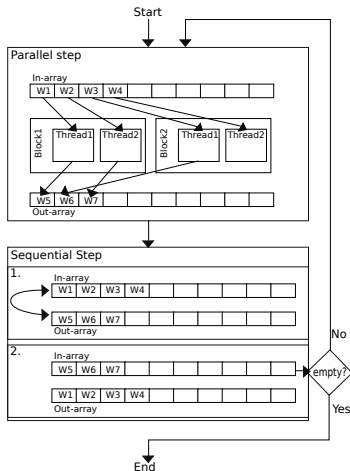 Start
Parallel step
In-array
W1 W2 W3 W4
Block1
Thread1
Thread2
Block2
Thread1
Thread2
W5 W6 W7
Out-array
Sequential Step
1.
In-array
W1 W2 W3 W4
W5 W6 W7
Out-array
2.
In-array
W5 W6 W7
W1 W2 W3 W4
Out-array
No
empty?
Yes
End